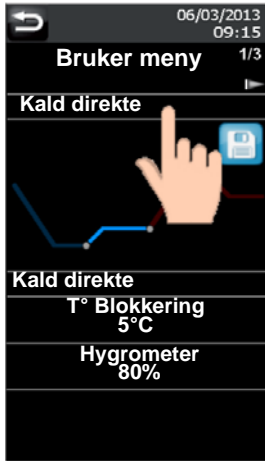 06/03/2013
09:15
Bruker meny 1/3
Kald direkte
Kald direkte
T° Blokkering
5°C
Hygrometer
80%